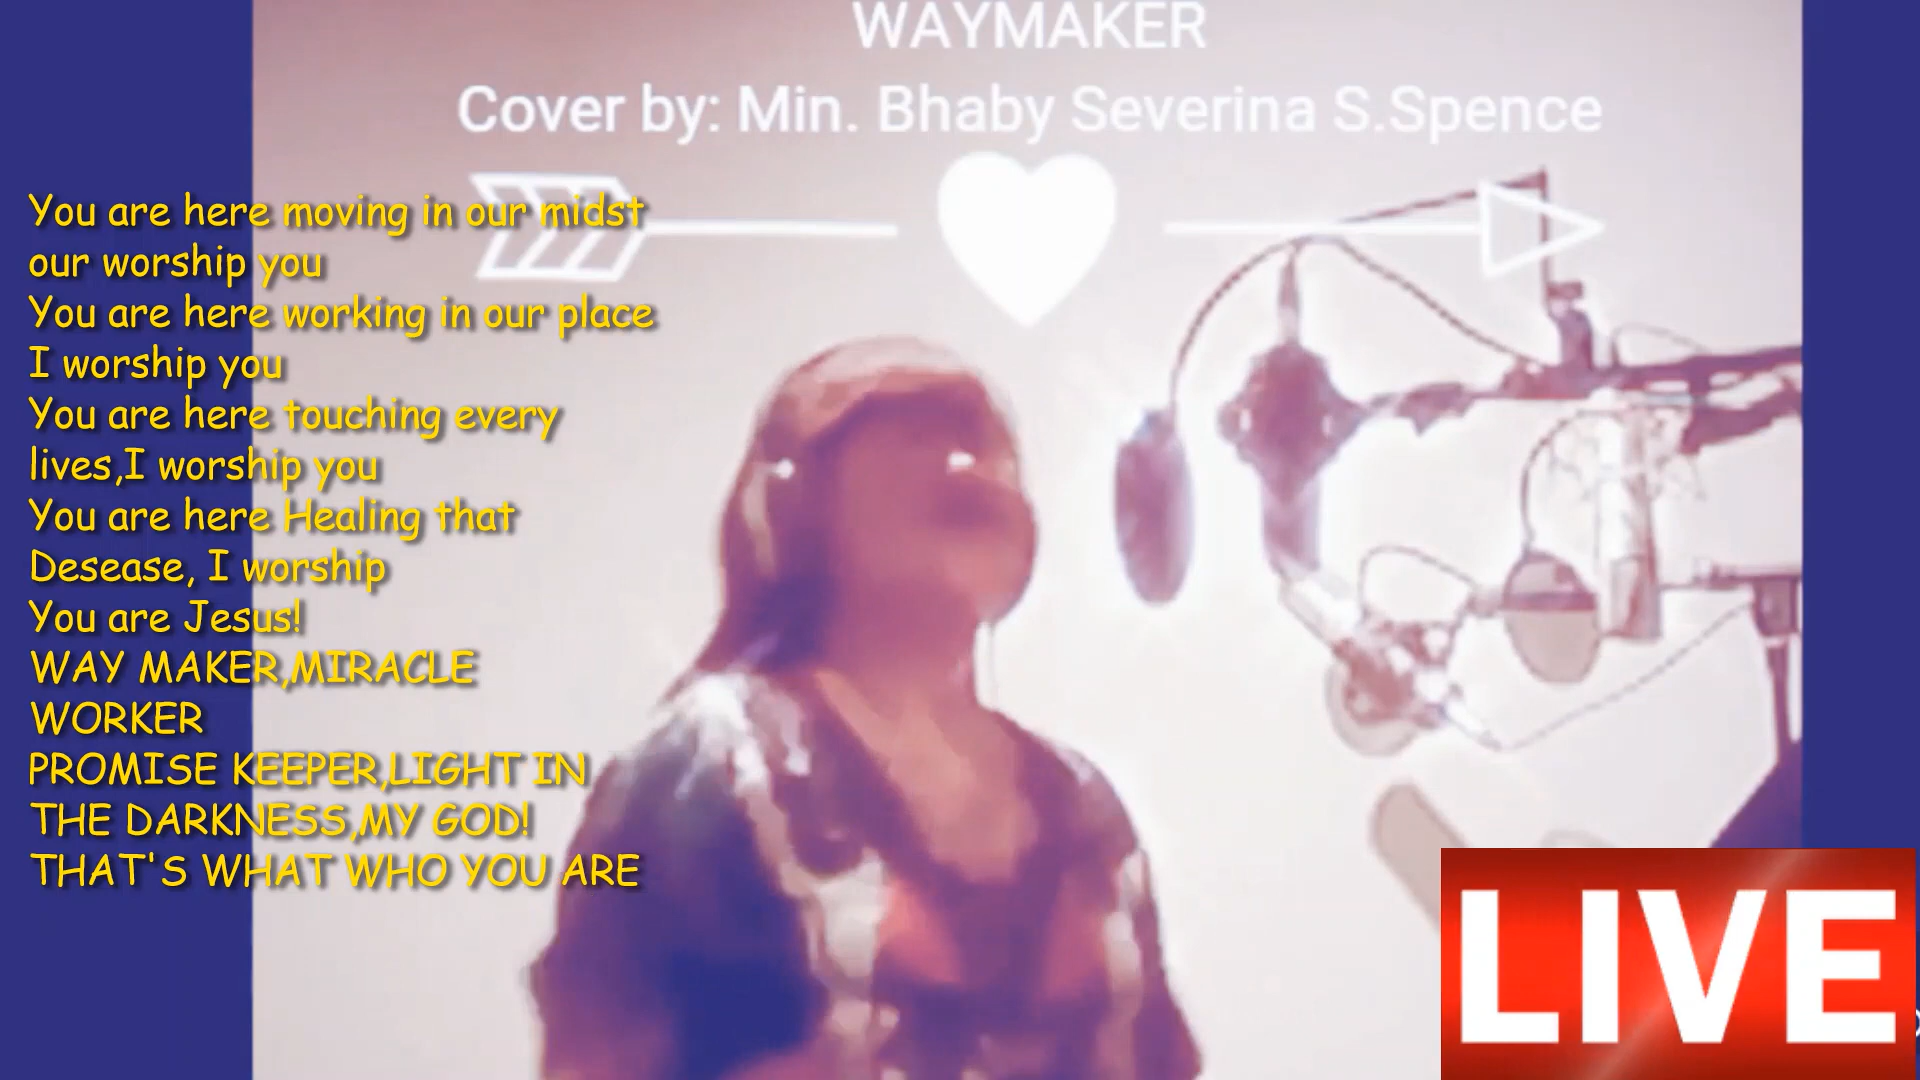 WAYMAKER
Cover by: Min. Bhaby Severina S.Spence
You are here moving in our midst
our worship you
You are here working in our place
I worship you
You are here touching every
lives,I worship you
You are here Healing that
Desease, I worship
You are Jesus!
WAY MAKER,MIRACLE
WORKER
PROMISE KEEPER,LIGHT IN
THE DARKNESS,MY GOD!
THAT'S WHAT WHO YOU ARE
LIVE